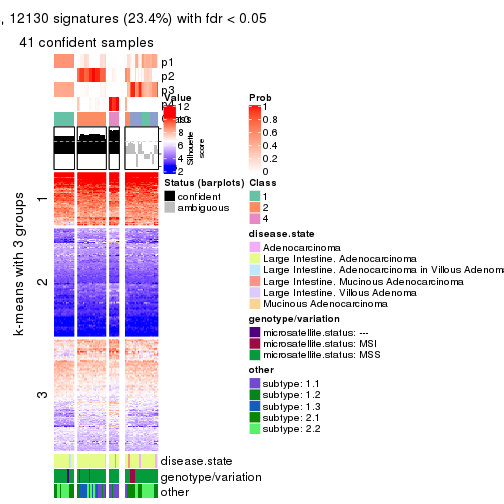 , 12130 signatures (23.4%) with fdr < 0.05
41 confident samples
p1
p2
p3
p4
Class
k-means with 3 groups
1
2
3
Value
12
8
6
4
2
Silhouette
score
Prob
1
0.8
0.6
0.4
0.2
0
Status (barplots)
confident
ambiguous
Class
1
2
4
disease.state
Adenocarcinoma
Large Intestine. Adenocarcinoma
Large Intestine. Adenocarcinoma in Villous Adenom
Large Intestine. Mucinous Adenocarcinoma
Large Intestine. Villous Adenoma
Mucinous Adenocarcinoma
genotype/variation
microsatellite.status: ---
microsatellite.status: MSI
microsatellite.status: MSS
other
subtype: 1.1
subtype: 1.2
subtype: 1.3
subtype: 2.1
subtype: 2.2
disease.state
genotype/variation
other